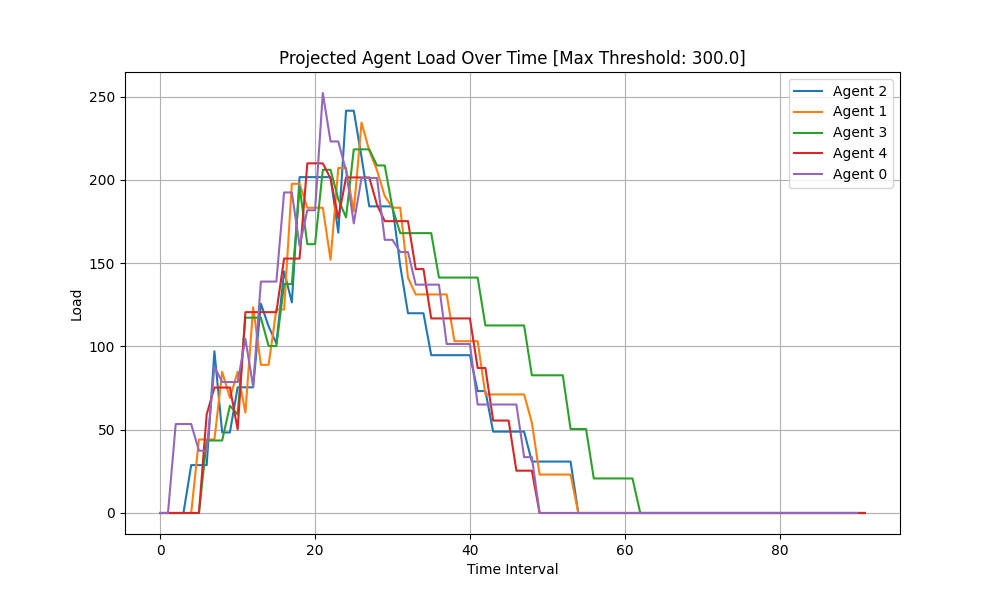 Projected Agent Load Over Time [Max Threshold: 300.0]
Load
250
200
150
100
50
0
Agent 2
Agent 1
Agent 3
Agent 4
Agent 0
0 20 40 60 80
Time Interval